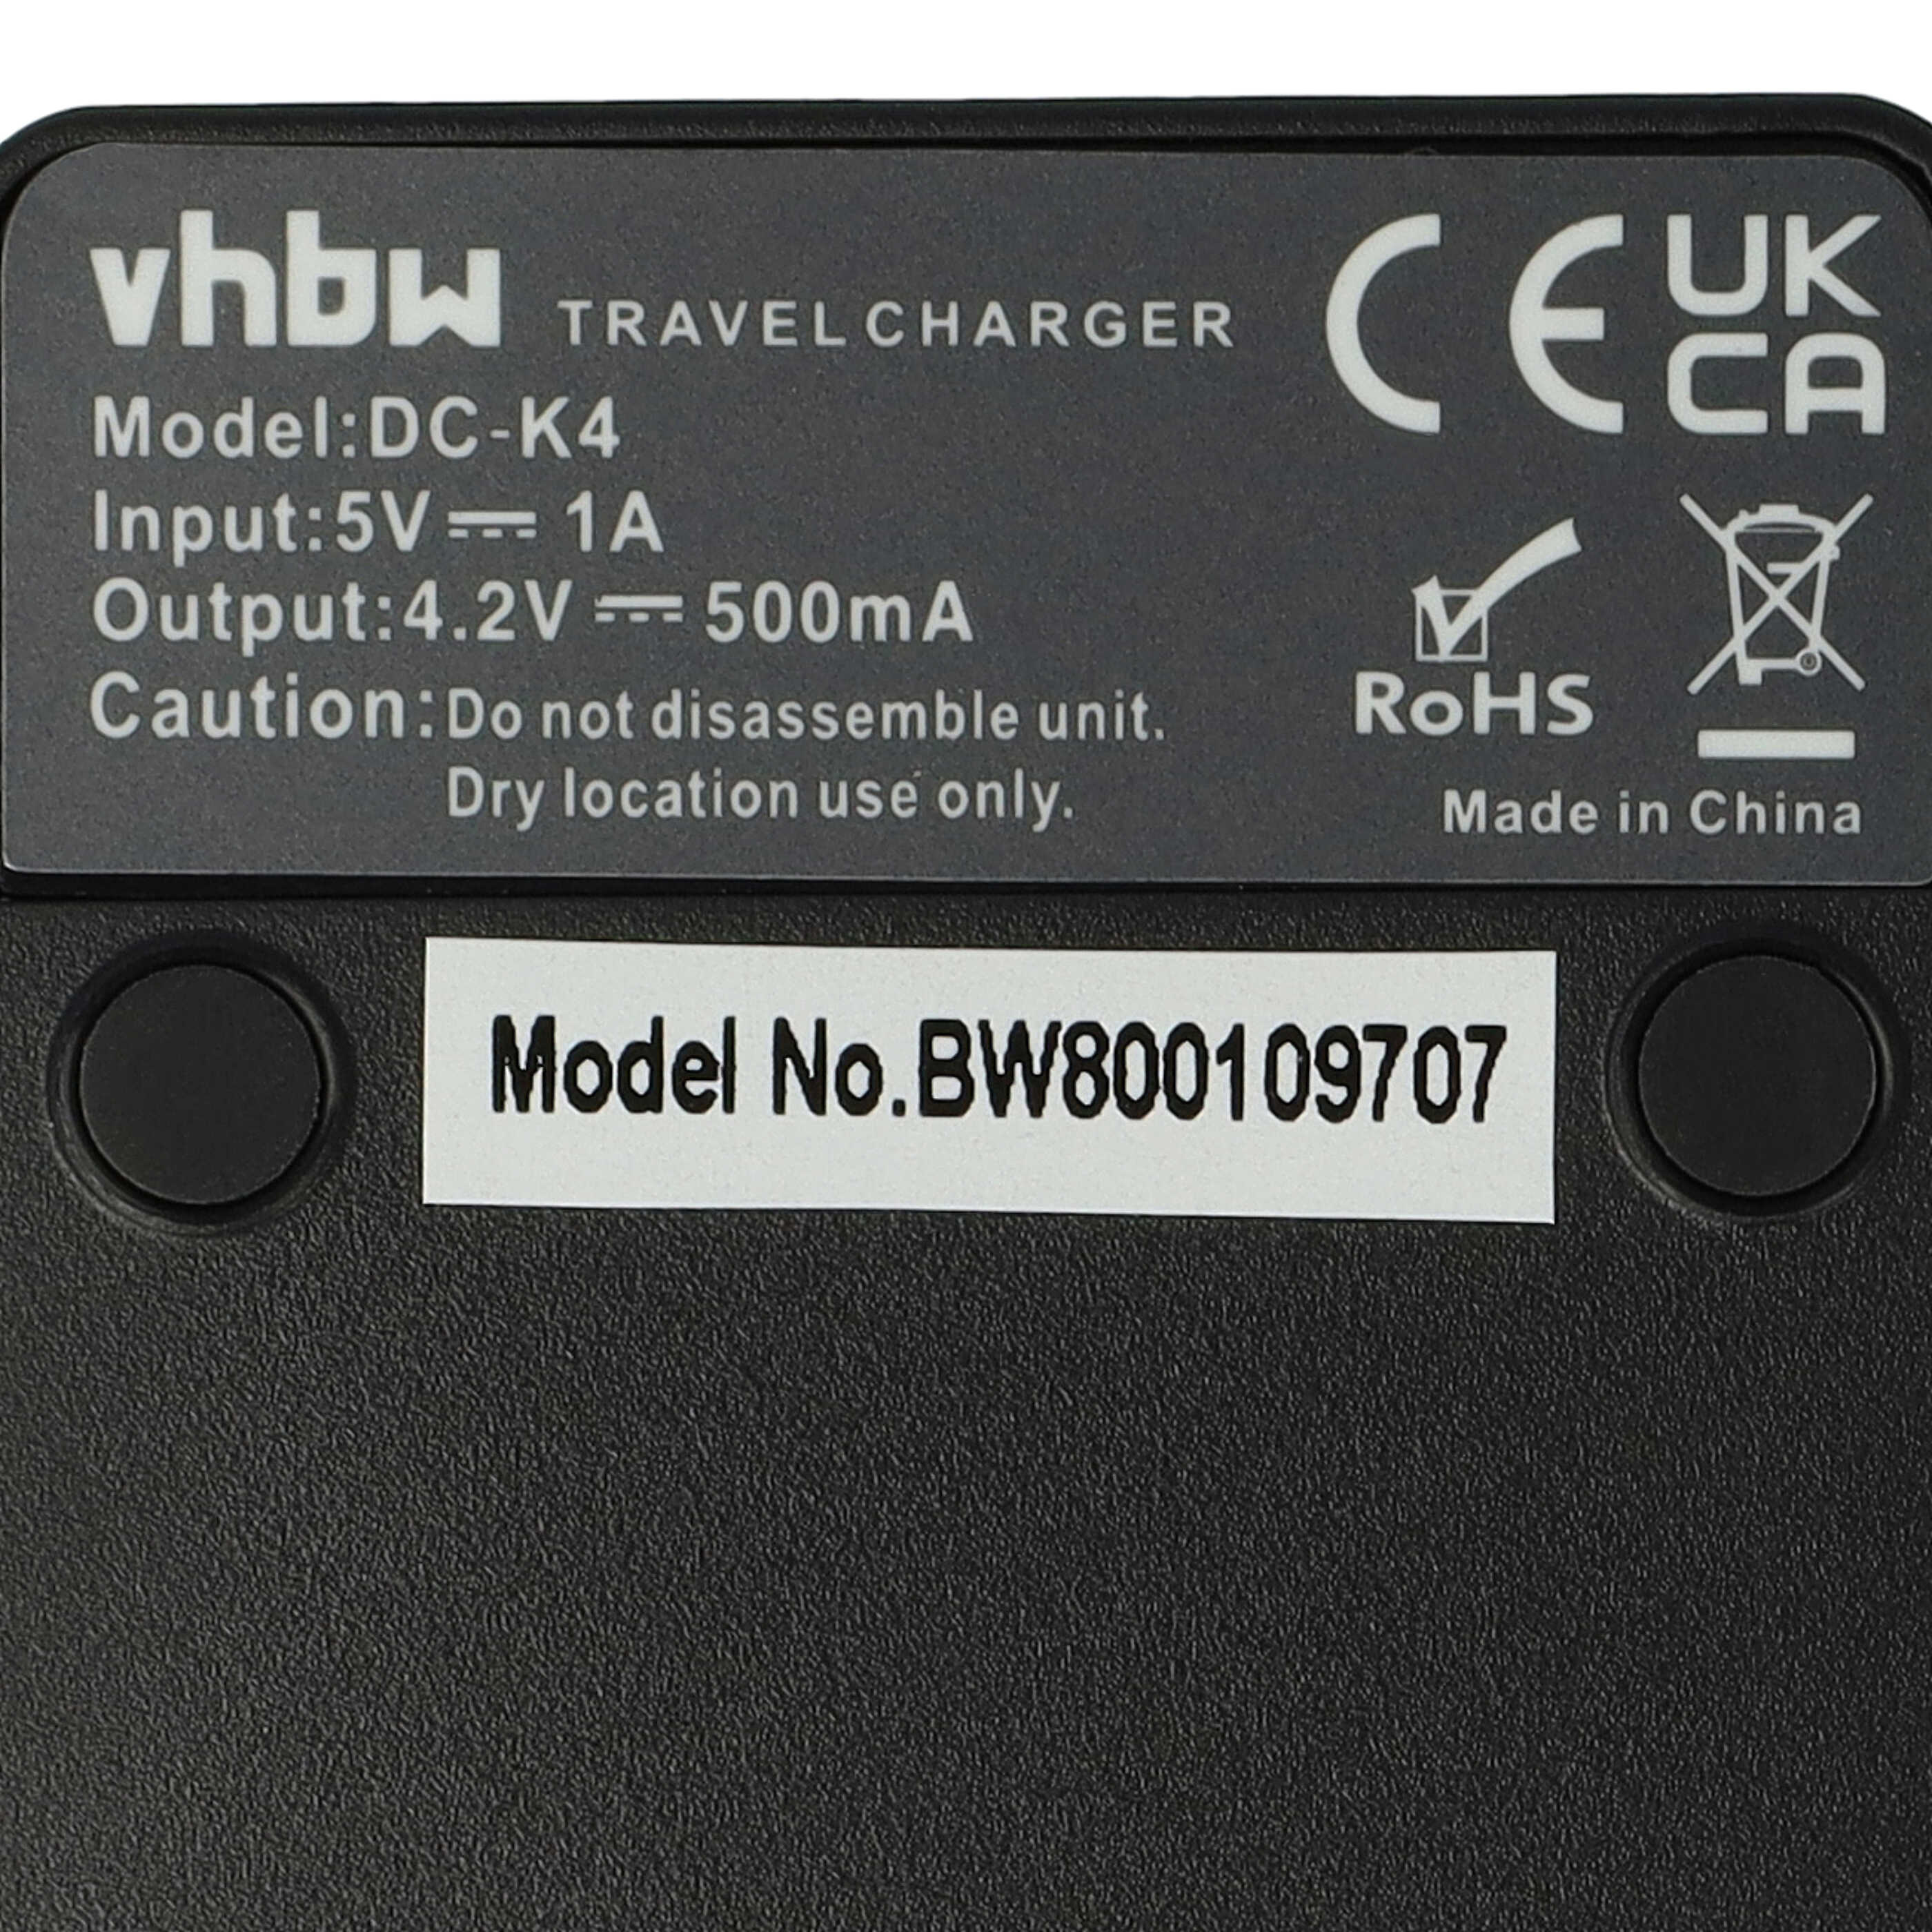 vhbw TRAVEL CHARGER
CE UK CA
Model:DC-K4
Input:5V ⎓ 1A
Output:4.2V ⎓ 500mA
Caution:Do not disassemble unit.
Dry location use only.
RoHS
Made in China
Model No.BW800109707